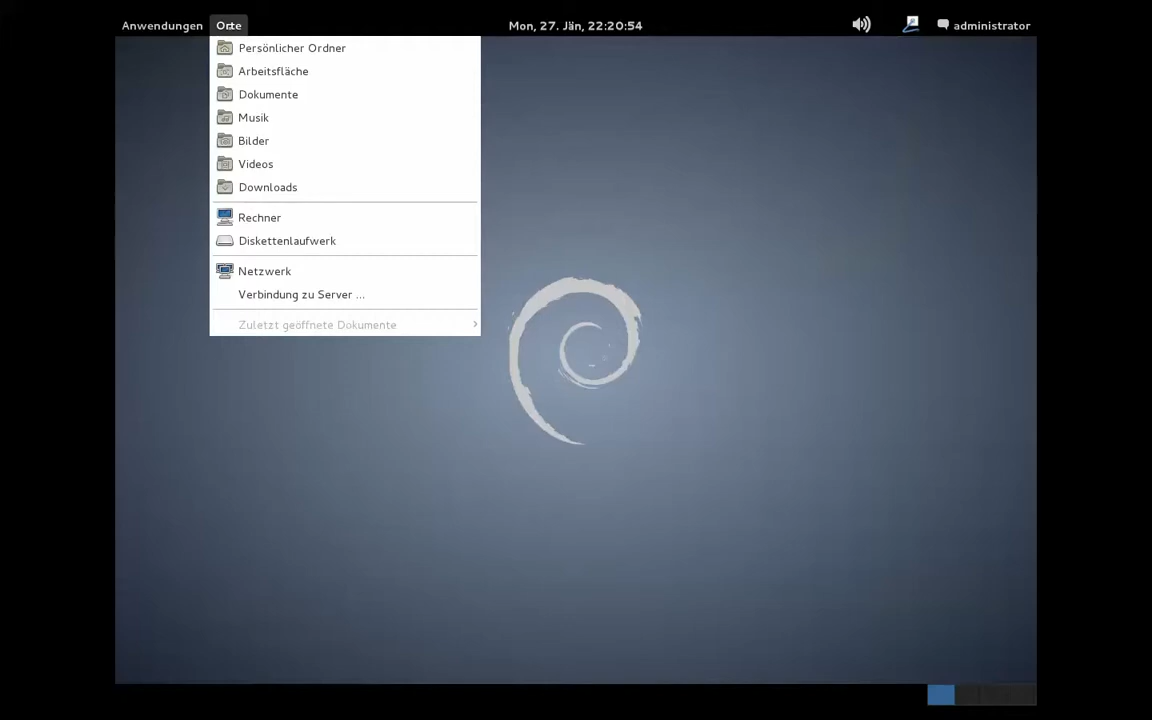 Anwendungen Orte Mon, 27. Jän, 22:20:54 administrator
Persönlicher Ordner
Arbeitsfläche
Dokumente
Musik
Bilder
Videos
Downloads
Rechner
Diskettenlaufwerk
Netzwerk
Verbindung zu Server ...
Zuletzt geöffnete Dokumente